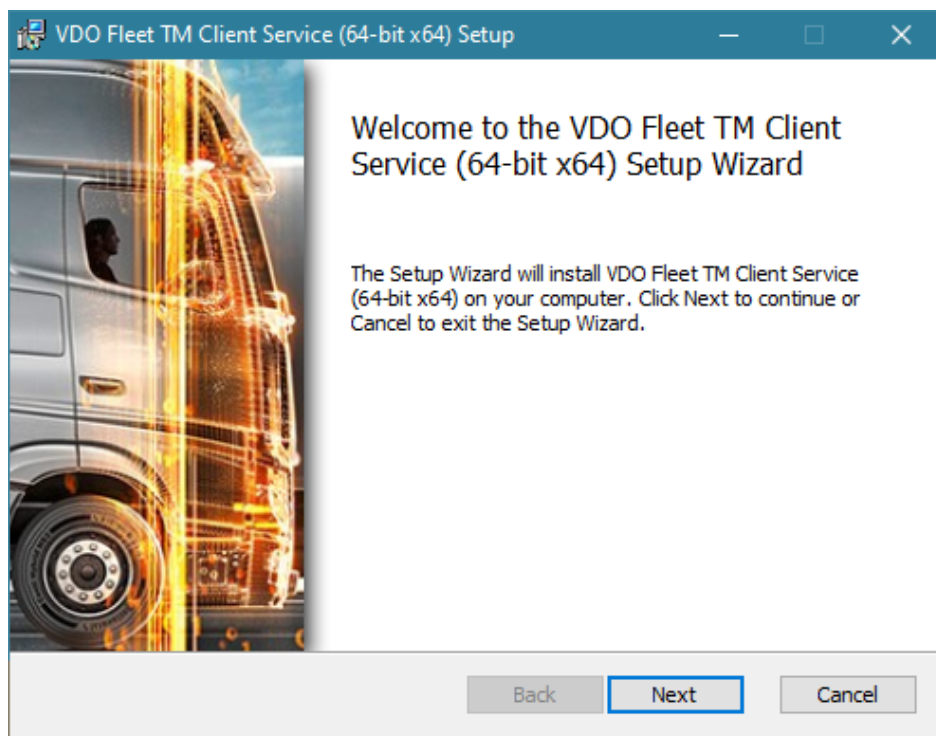 VDO Fleet TM Client Service (64-bit x64) Setup
Welcome to the VDO Fleet TM Client
Service (64-bit x64) Setup Wizard
The Setup Wizard will install VDO Fleet TM Client Service
(64-bit x64) on your computer. Click Next to continue or
Cancel to exit the Setup Wizard.
Back Next Cancel